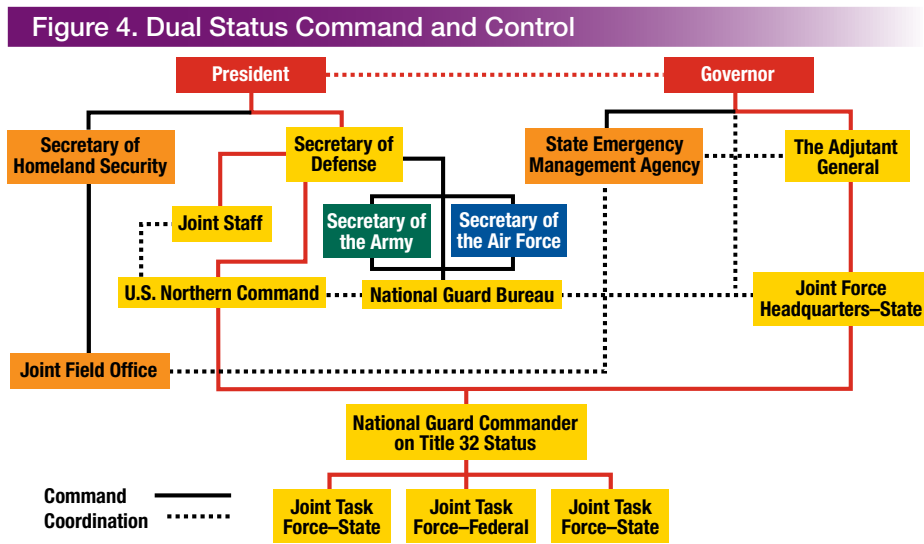 Figure 4. Dual Status Command and Control
President
Governor
Secretary of
Homeland Security
Secretary of
Defense
State Emergency
Management Agency
The Adjutant
General
Joint Staff
Secretary of
the Army
Secretary of
the Air Force
U.S. Northern Command
National Guard Bureau
Joint Force
Headquarters–State
Joint Field Office
National Guard Commander
on Title 32 Status
Joint Task
Force–State
Joint Task
Force–Federal
Joint Task
Force–State
Command
Coordination